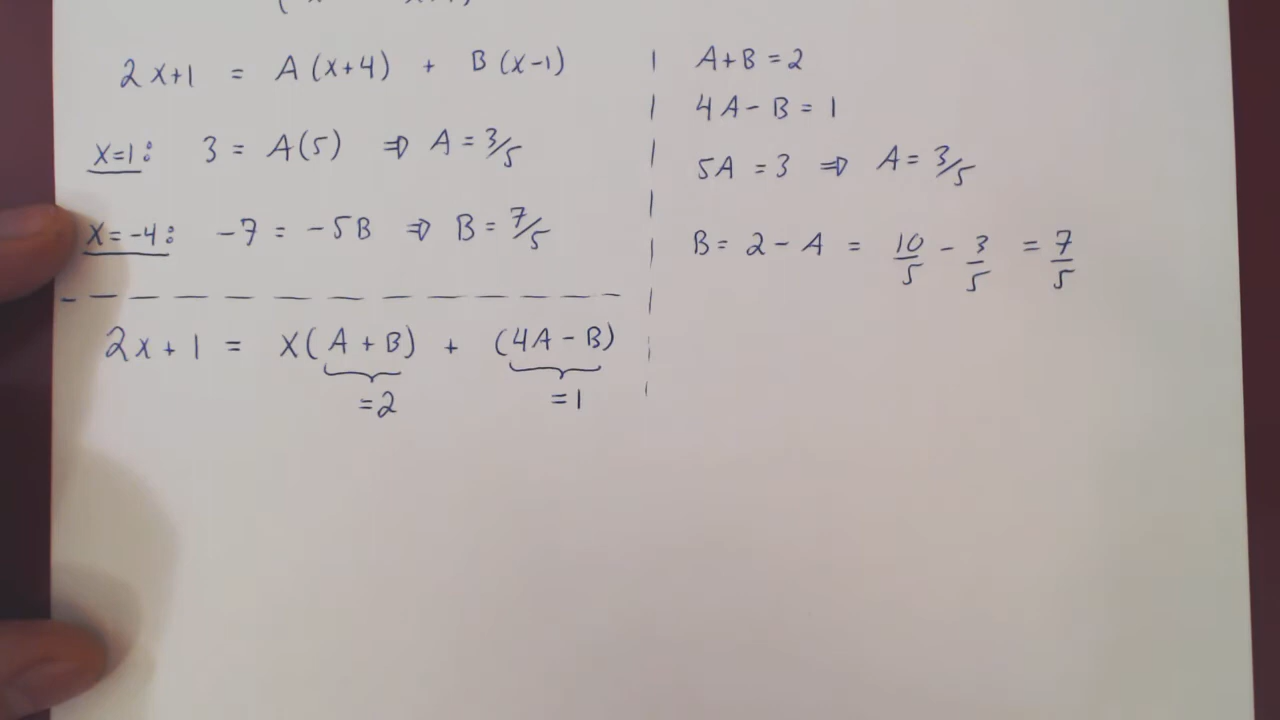 2x+1 = A(x+4) + B(x-1)
x=1: 3 = A(5) ⇒ A = 3/5
x=-4: -7 = -5B ⇒ B = 7/5
2x+1 = x(A+B) + (4A-B)
=2 =1
A+B=2
4A-B=1
5A=3 ⇒ A=3/5
B= 2-A = 10/5 - 3/5 = 7/5